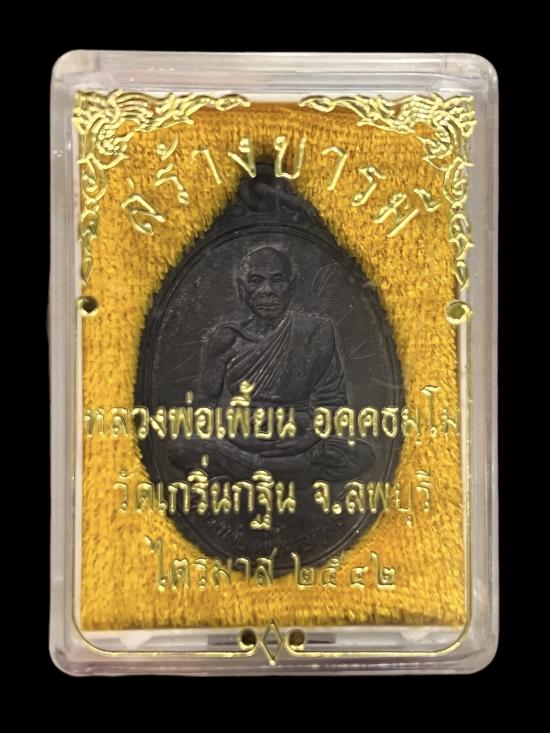 สร้างบารมี
หลวงพ่อเพี้ยน อคฺคธมฺโม
วัดเกริ่นกฐิน จ.ลพบุรี
ไตรมาส ๒๕๔๒